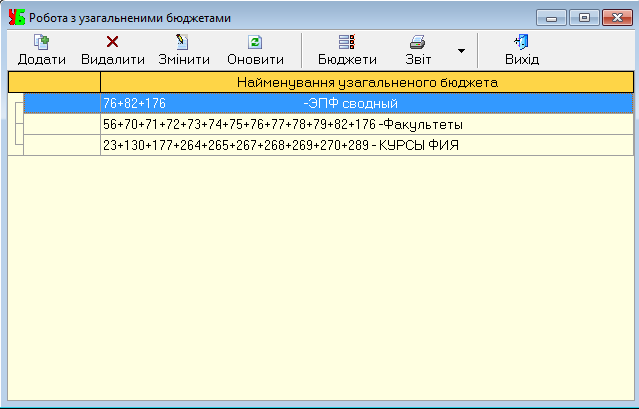 УБ Робота з узагальненими бюджетами
Додати Видалити Змінити Оновити Бюджети Звіт Вихід
Найменування узагальненого бюджета
76+82+176 -ЭПФ сводный
56+70+71+72+73+74+75+76+77+78+79+82+176 -Факультеты
23+130+177+264+265+267+268+269+270+289 - КУРСЫ ФИЯ